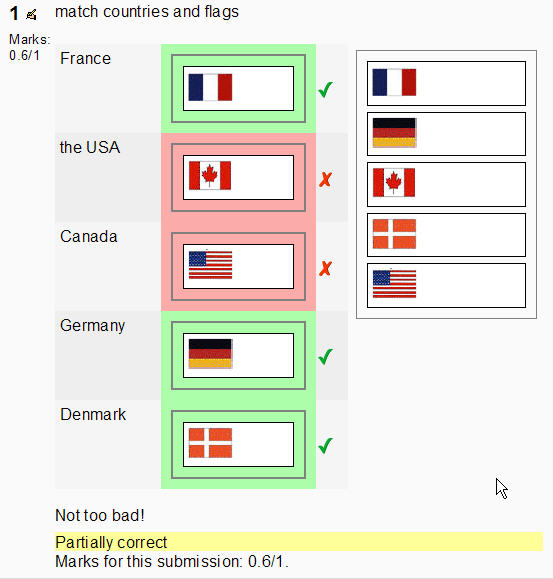 1 match countries and flags
Marks:
0.6/1
France
the USA
Canada
Germany
Denmark
Not too bad!
Partially correct
Marks for this submission: 0.6/1.